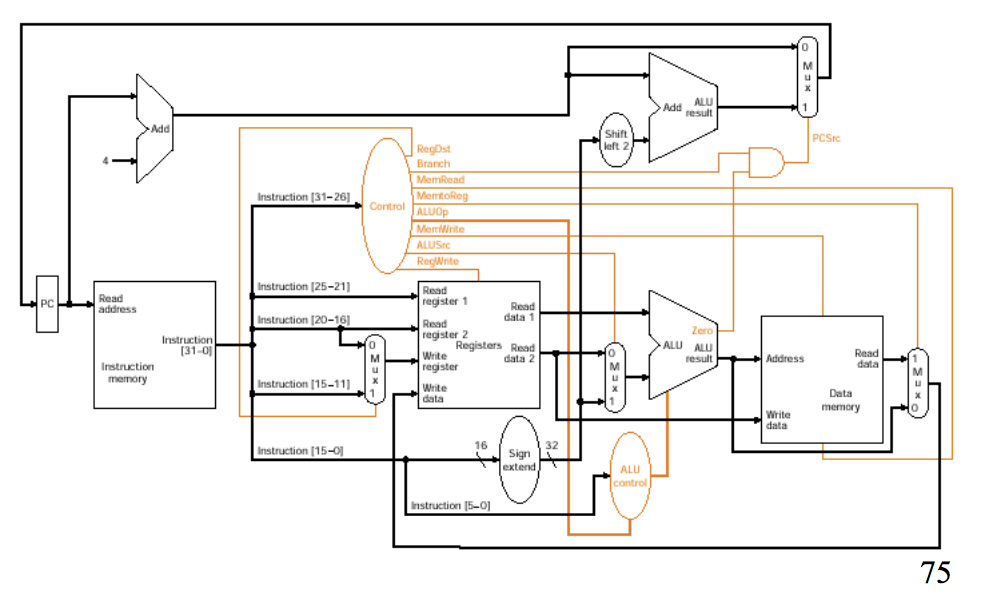 0
M
u
x
1
Add
ALU
result
Add
4
Shift
left 2
PCSrc
RegDst
Branch
MemRead
MemtoReg
ALUOp
MemWrite
ALUSrc
RegWrite
Control
Instruction [31–26]
Instruction [25–21]
Instruction [20–16]
Instruction [15–11]
Instruction [15–0]
Instruction [5–0]
PC
Read
address
Instruction
[31–0]
Instruction
memory
0
M
u
x
1
Read
register 1
Read
register 2
Write
register
Write
data
Registers
Read
data 1
Read
data 2
0
M
u
x
1
Zero
ALU
ALU
result
Address
Write
data
Read
data
Data
memory
1
M
u
x
0
16
Sign
extend
32
ALU
control
75